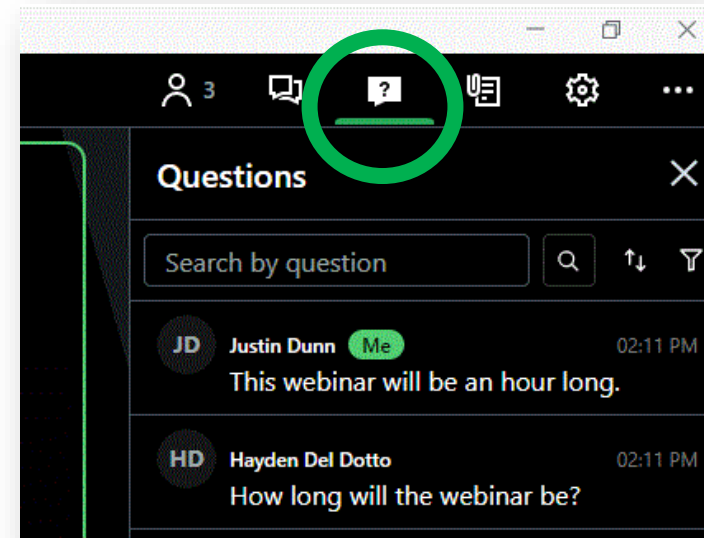 3
?
Questions
Search by question
JD
Justin Dunn Me 02:11 PM
This webinar will be an hour long.
HD
Hayden Del Dotto 02:11 PM
How long will the webinar be?